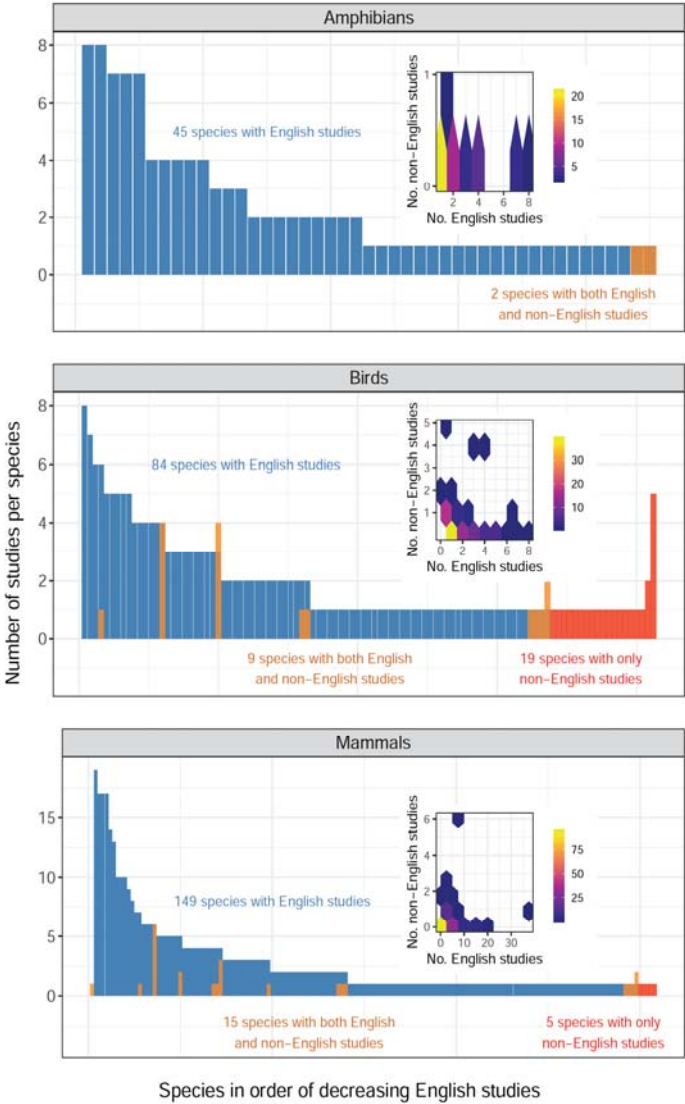 Amphibians
8
6
4
2
0
45 species with English studies
2 species with both English
and non−English studies
No. non−English studies
1
0
2 4 6 8
No. English studies
20
15
10
5
Birds
8
6
4
2
0
84 species with English studies
9 species with both English
and non−English studies
19 species with only
non−English studies
No. non−English studies
5
4
3
2
1
0 2 4 6 8
No. English studies
30
20
10
Number of studies per species
Mammals
15
10
5
0
149 species with English studies
15 species with both English
and non−English studies
5 species with only
non−English studies
No. non−English studies
6
4
2
0
0 10 20 30
No. English studies
75
50
25
Species in order of decreasing English studies